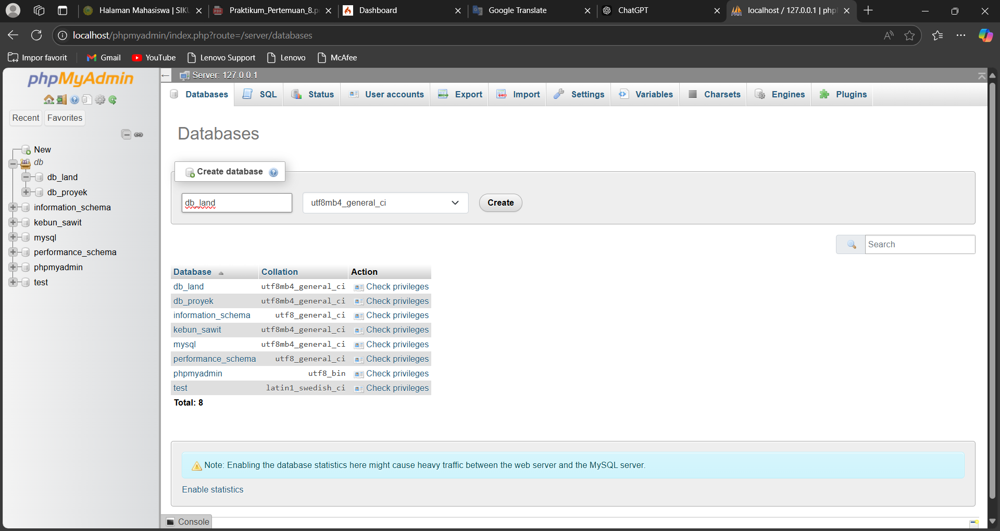 Halaman Mahasiswa | SIKU
Praktikum_Pertemuan_8.p
Dashboard
Google Translate
ChatGPT
localhost / 127.0.0.1 | php
localhost/phpmyadmin/index.php?route=/server/databases
Impor favorit
Gmail
YouTube
Lenovo Support
Lenovo
McAfee
phpMyAdmin
Recent
Favorites
New
db
db_land
db_proyek
information_schema
kebun_sawit
mysql
performance_schema
phpmyadmin
test
Server: 127.0.0.1
Databases
SQL
Status
User accounts
Export
Import
Settings
Variables
Charsets
Engines
Plugins
Databases
Create database
db_land
utf8mb4_general_ci
Create
Search
Database Collation Action
db_land utf8mb4_general_ci Check privileges
db_proyek utf8mb4_general_ci Check privileges
information_schema utf8_general_ci Check privileges
kebun_sawit utf8mb4_general_ci Check privileges
mysql utf8mb4_general_ci Check privileges
performance_schema utf8_general_ci Check privileges
phpmyadmin utf8_bin Check privileges
test latin1_swedish_ci Check privileges
Total: 8
Note: Enabling the database statistics here might cause heavy traffic between the web server and the MySQL server.
Enable statistics
Console